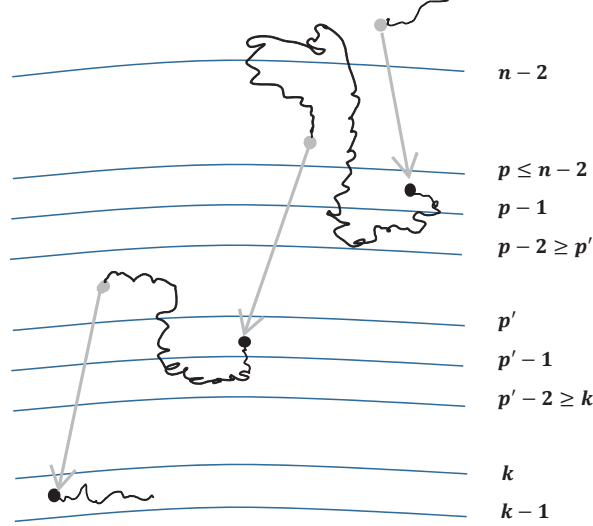 n − 2
p ≤ n − 2
p − 1
p − 2 ≥ p′
p′
p′ − 1
p′ − 2 ≥ k
k
k − 1